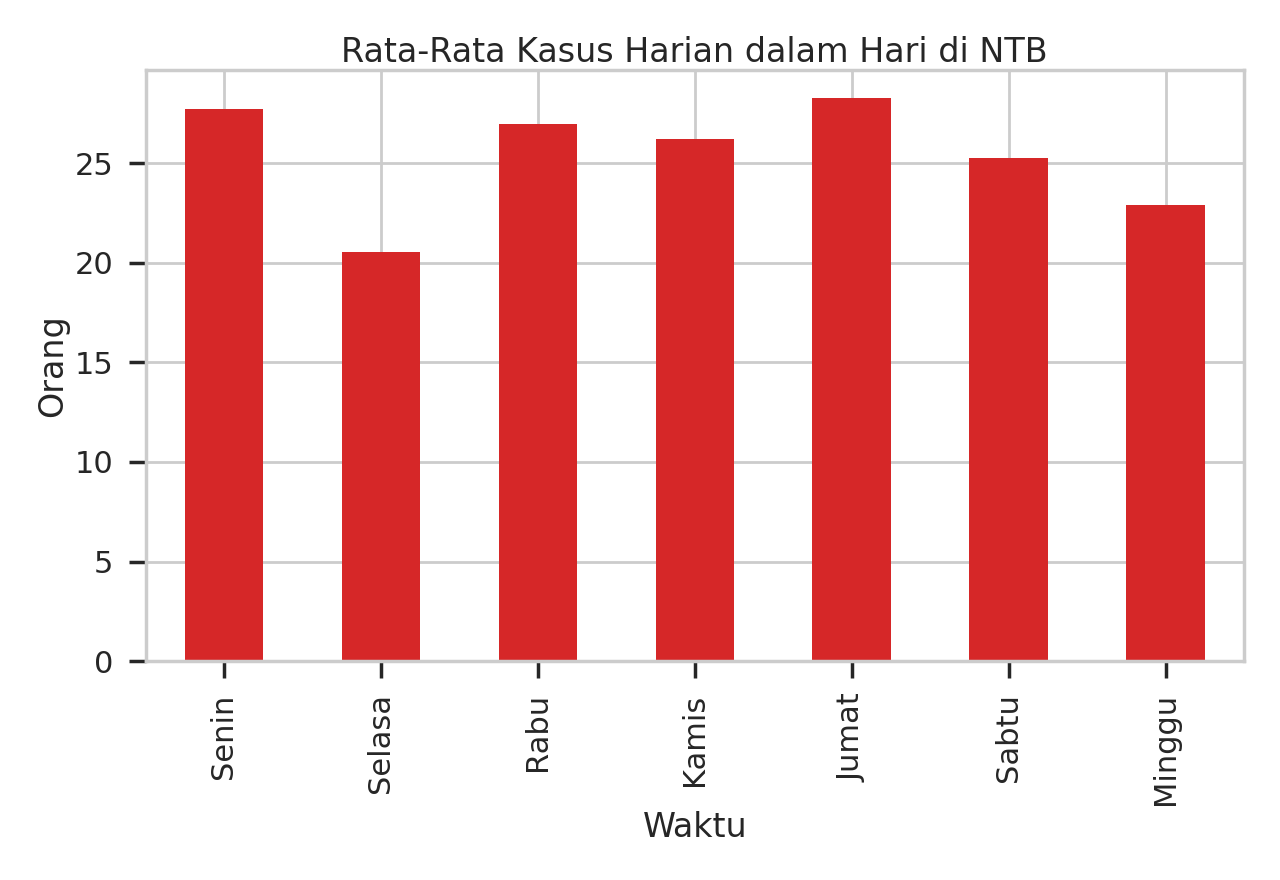 Rata-Rata Kasus Harian dalam Hari di NTB
Orang
25
20
15
10
5
0
Senin
Selasa
Rabu
Kamis
Jumat
Sabtu
Minggu
Waktu